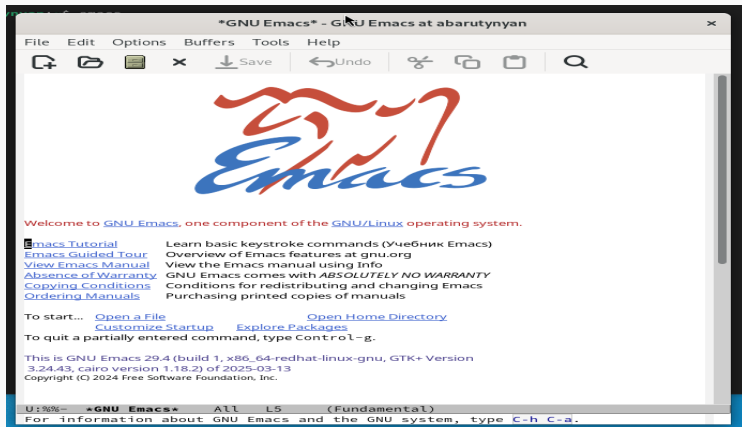 *GNU Emacs* - GNU Emacs at abarutynyan
File Edit Options Buffers Tools Help
Save Undo
Emacs
Welcome to GNU Emacs, one component of the GNU/Linux operating system.
Emacs Tutorial Learn basic keystroke commands (Учебник Emacs)
Emacs Guided Tour Overview of Emacs features at gnu.org
View Emacs Manual View the Emacs manual using Info
Absence of Warranty GNU Emacs comes with ABSOLUTELY NO WARRANTY
Copying Conditions Conditions for redistributing and changing Emacs
Ordering Manuals Purchasing printed copies of manuals
To start... Open a File Open Home Directory
Customize Startup Explore Packages
To quit a partially entered command, type Control-g.
This is GNU Emacs 29.4 (build 1, x86_64-redhat-linux-gnu, GTK+ Version
3.24.43, cairo version 1.18.2) of 2025-03-13
Copyright (C) 2024 Free Software Foundation, Inc.
U:%%- *GNU Emacs* All L5 (Fundamental)
For information about GNU Emacs and the GNU system, type C-h C-a.